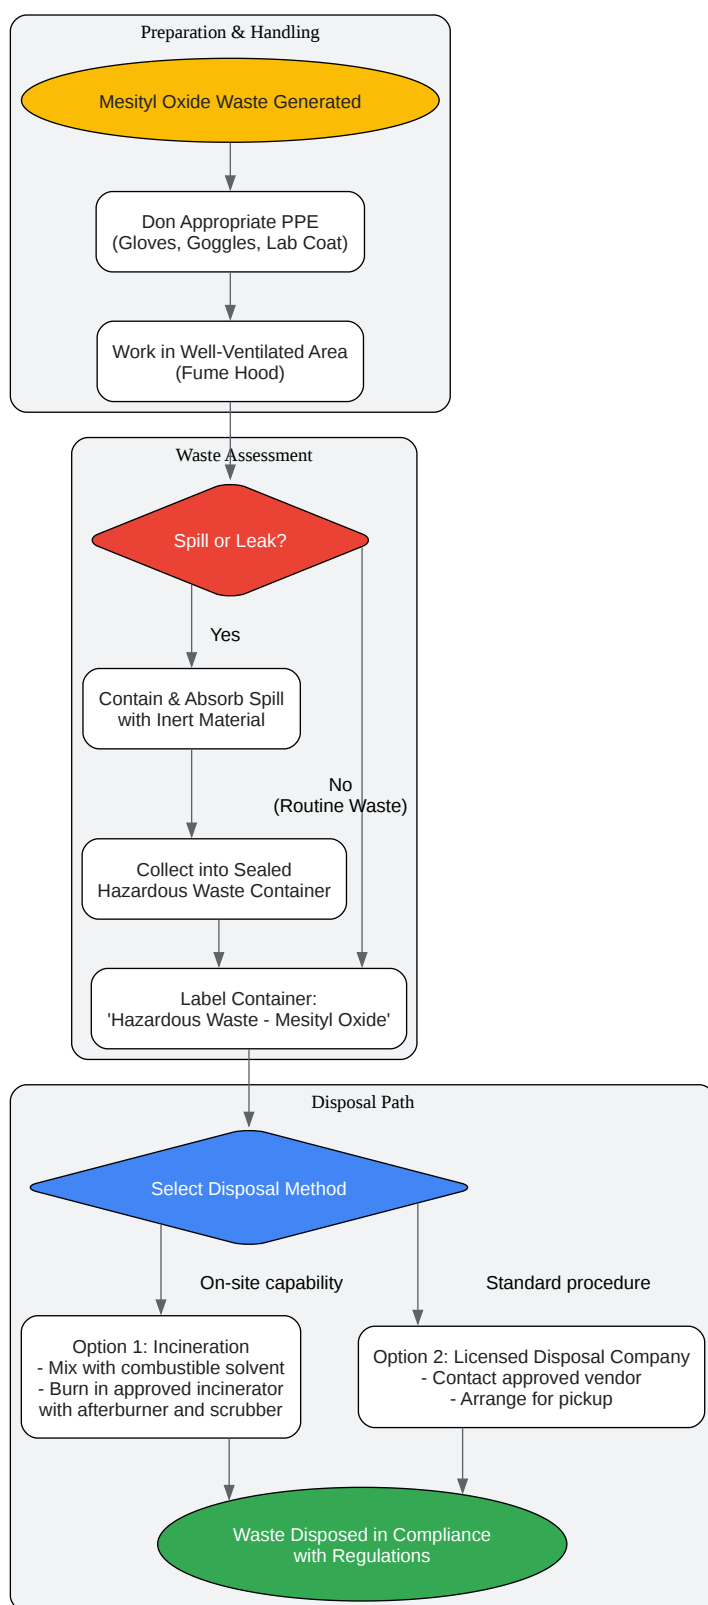 Preparation & Handling
Mesityl Oxide Waste Generated
Don Appropriate PPE
(Gloves, Goggles, Lab Coat)
Work in Well-Ventilated Area
(Fume Hood)
Waste Assessment
Spill or Leak?
Yes
Contain & Absorb Spill
with Inert Material
No
(Routine Waste)
Collect into Sealed
Hazardous Waste Container
Label Container:
'Hazardous Waste - Mesityl Oxide'
Disposal Path
Select Disposal Method
On-site capability
Standard procedure
Option 1: Incineration
- Mix with combustible solvent
- Burn in approved incinerator
with afterburner and scrubber
Option 2: Licensed Disposal Company
- Contact approved vendor
- Arrange for pickup
Waste Disposed in Compliance
with Regulations